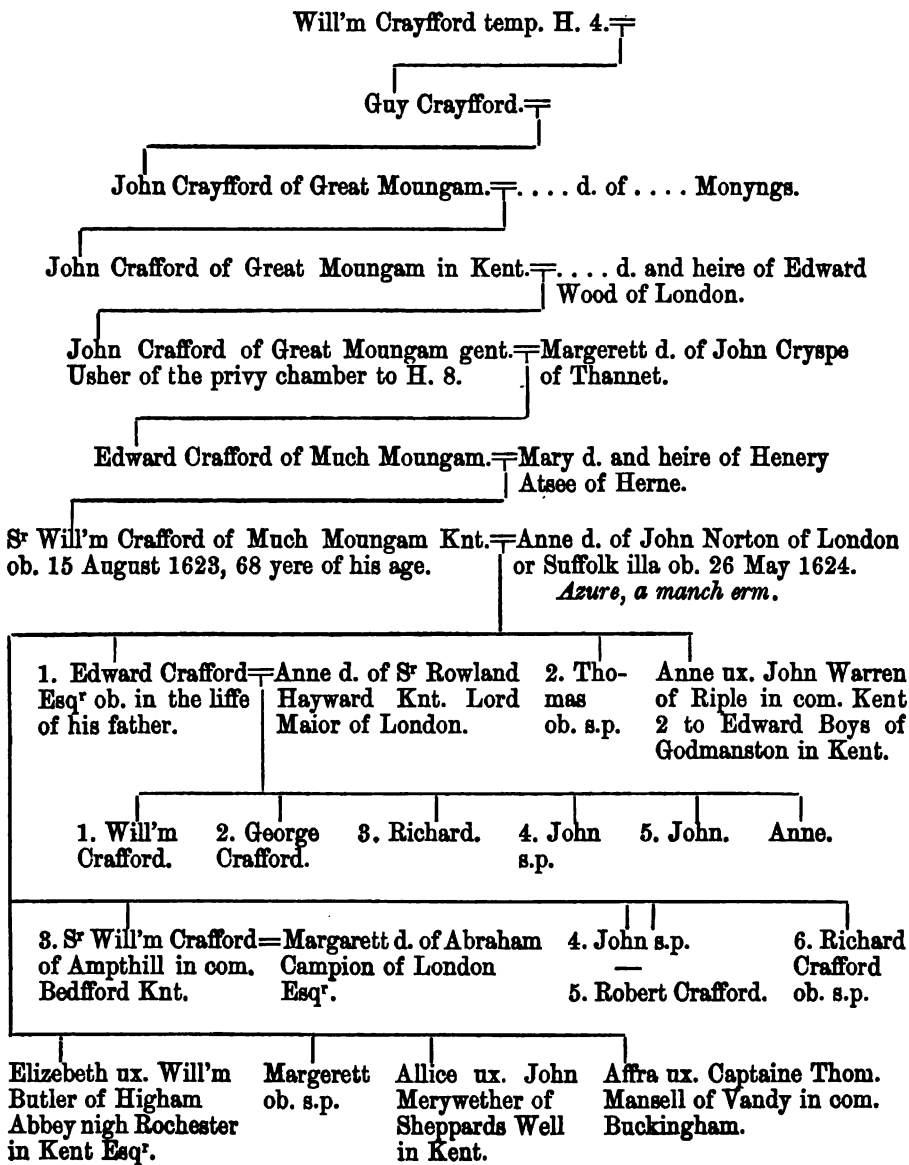 Will'm Crayfford temp. H. 4.
Guy Crayfford.
John Crayfford of Great Moungam. . . . . d. of . . . . Monyngs.
John Crafford of Great Moungam in Kent. . . . . d. and heire of Edward
Wood of London.
John Crafford of Great Moungam gent.
Usher of the privy chamber to H. 8.
Margerett d. of John Cryspe
of Thannet.
Edward Crafford of Much Moungam.
Mary d. and heire of Henery
Atsee of Herne.
Sr Will'm Crafford of Much Moungam Knt.
ob. 15 August 1623, 68 yere of his age.
Anne d. of John Norton of London
or Suffolk illa ob. 26 May 1624.
Azure, a manch erm.
1. Edward Crafford
Esqr ob. in the liffe
of his father.
Anne d. of Sr Rowland
Hayward Knt. Lord
Maior of London.
2. Tho-
mas
ob. s.p.
Anne ux. John Warren
of Riple in com. Kent
2 to Edward Boys of
Godmanston in Kent.
1. Will'm
Crafford.
2. George
Crafford.
3. Richard.
4. John
s.p.
5. John.
Anne.
3. Sr Will'm Crafford
of Ampthill in com.
Bedfford Knt.
Margarett d. of Abraham
Campion of London
Esqr.
4. John s.p.
—
5. Robert Crafford.
6. Richard
Crafford
ob. s.p.
Elizebeth ux. Will'm
Butler of Higham
Abbey nigh Rochester
in Kent Esqr.
Margerett
ob. s.p.
Allice ux. John
Merywether of
Sheppards Well
in Kent.
Affra ux. Captaine Thom.
Mansell of Vandy in com.
Buckingham.